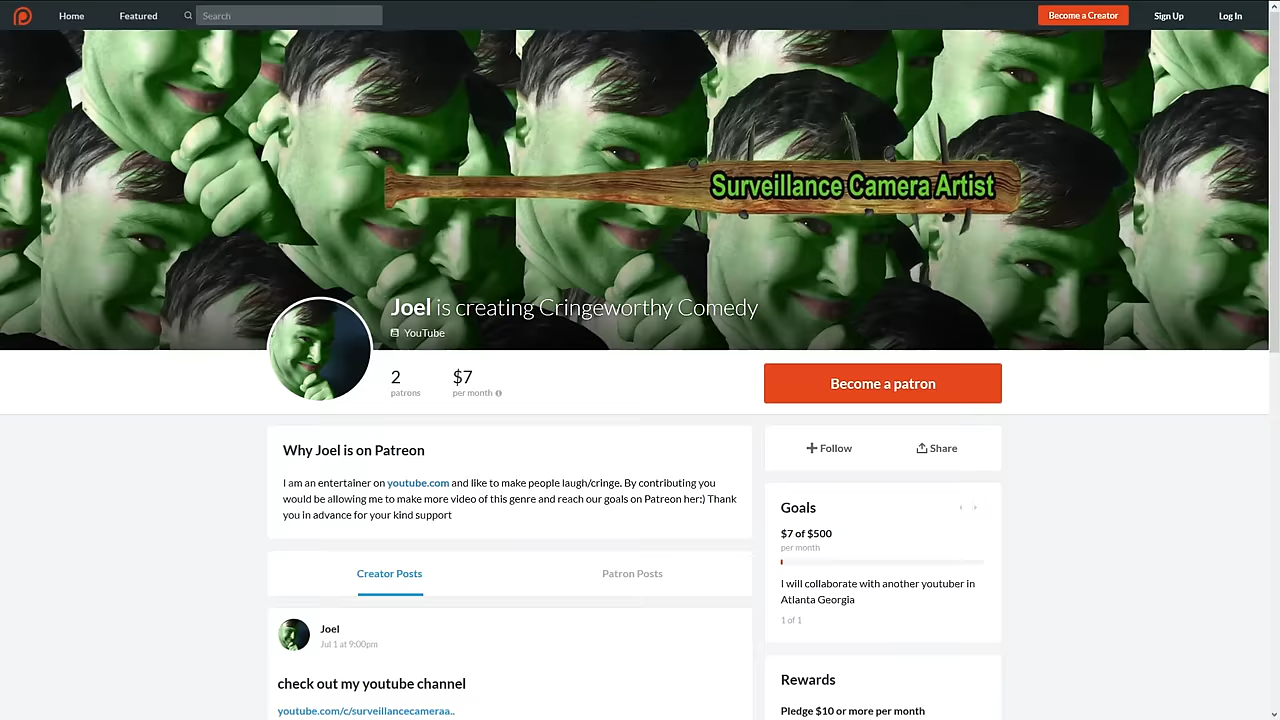 Home
Featured
Search
Become a Creator
Sign Up
Log In
Surveillance Camera Artist
Joel is creating Cringeworthy Comedy
YouTube
2
patrons
$7
per month
Become a patron
Why Joel is on Patreon
I am an entertainer on youtube.com and like to make people laugh/cringe. By contributing you
would be allowing me to make more video of this genre and reach our goals on Patreon her:) Thank
you in advance for your kind support
Follow
Share
Goals
$7 of $500
per month
I will collaborate with another youtuber in
Atlanta Georgia
1 of 1
Creator Posts
Patron Posts
Joel
Jul 1 at 9:00pm
check out my youtube channel
youtube.com/c/surveillancecameraa..
Rewards
Pledge $10 or more per month